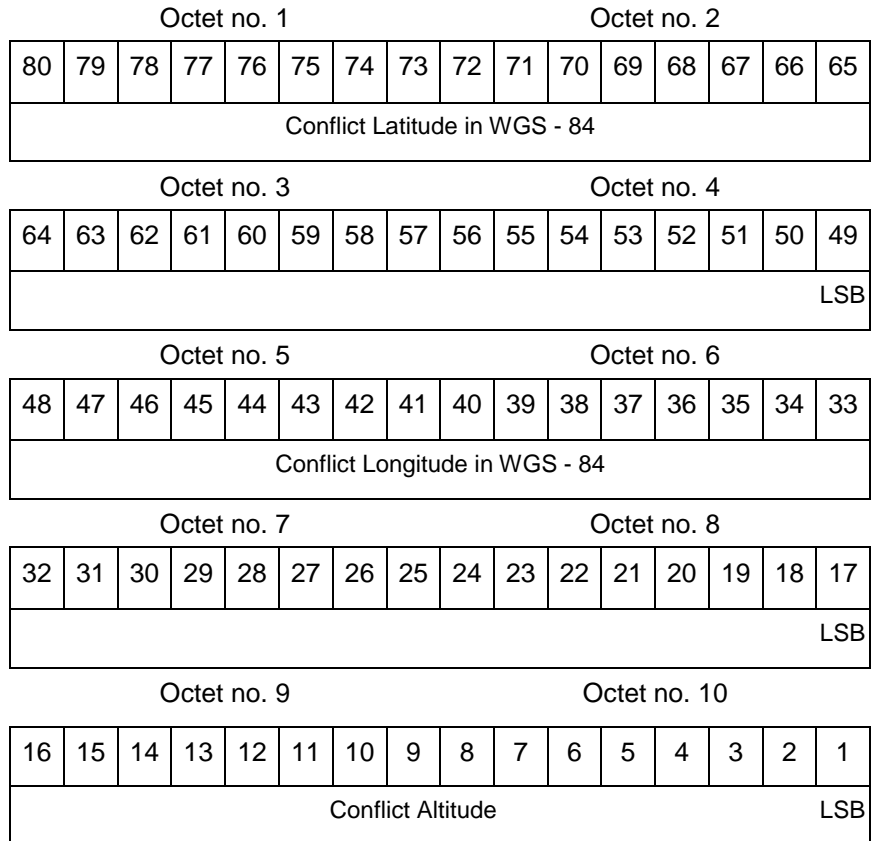 Octet no. 1 Octet no. 2
80 79 78 77 76 75 74 73 72 71 70 69 68 67 66 65
Conflict Latitude in WGS - 84
Octet no. 3 Octet no. 4
64 63 62 61 60 59 58 57 56 55 54 53 52 51 50 49
LSB
Octet no. 5 Octet no. 6
48 47 46 45 44 43 42 41 40 39 38 37 36 35 34 33
Conflict Longitude in WGS - 84
Octet no. 7 Octet no. 8
32 31 30 29 28 27 26 25 24 23 22 21 20 19 18 17
LSB
Octet no. 9 Octet no. 10
16 15 14 13 12 11 10 9 8 7 6 5 4 3 2 1
Conflict Altitude LSB